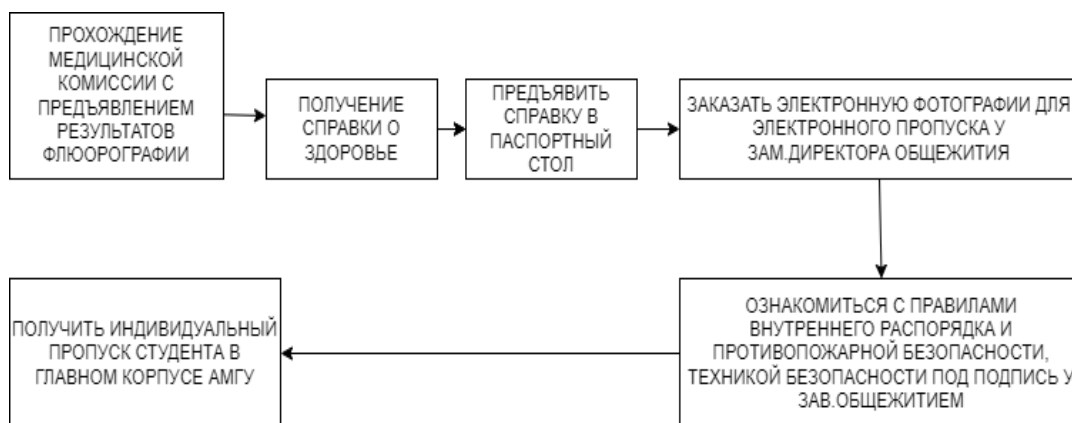 ПРОХОЖДЕНИЕ
МЕДИЦИНСКОЙ
КОМИССИИ С
ПРЕДЪЯВЛЕНИЕМ
РЕЗУЛЬТАТОВ
ФЛЮОРОГРАФИИ
ПОЛУЧЕНИЕ
СПРАВКИ О
ЗДОРОВЬЕ
ПРЕДЪЯВИТЬ
СПРАВКУ В
ПАСПОРТНЫЙ
СТОЛ
ЗАКАЗАТЬ ЭЛЕКТРОННУЮ ФОТОГРАФИИ ДЛЯ
ЭЛЕКТРОННОГО ПРОПУСКА У
ЗАМ.ДИРЕКТОРА ОБЩЕЖИТИЯ
ОЗНАКОМИТЬСЯ С ПРАВИЛАМИ
ВНУТРЕННЕГО РАСПОРЯДКА И
ПРОТИВОПОЖАРНОЙ БЕЗОПАСНОСТИ,
ТЕХНИКОЙ БЕЗОПАСНОСТИ ПОД ПОДПИСЬ У
ЗАВ.ОБЩЕЖИТИЕМ
ПОЛУЧИТЬ ИНДИВИДУАЛЬНЫЙ
ПРОПУСК СТУДЕНТА В
ГЛАВНОМ КОРПУСЕ АМГУ